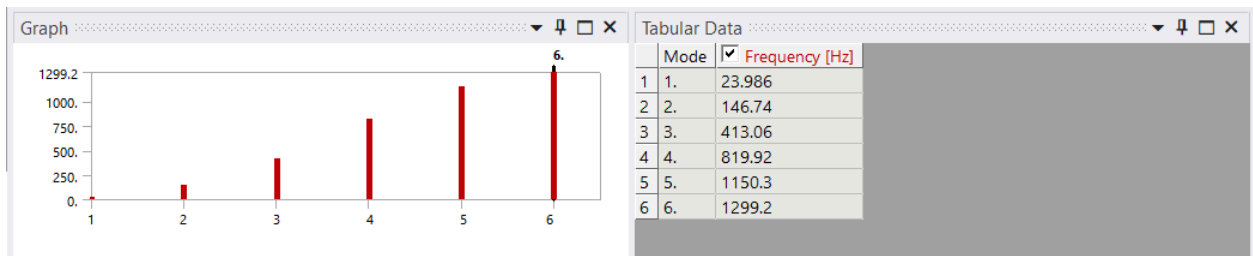 Graph
6.
1299.2
1000.
750.
500.
250.
0.
1 2 3 4 5 6
Tabular Data
Mode Frequency [Hz]
1 1. 23.986
2 2. 146.74
3 3. 413.06
4 4. 819.92
5 5. 1150.3
6 6. 1299.2